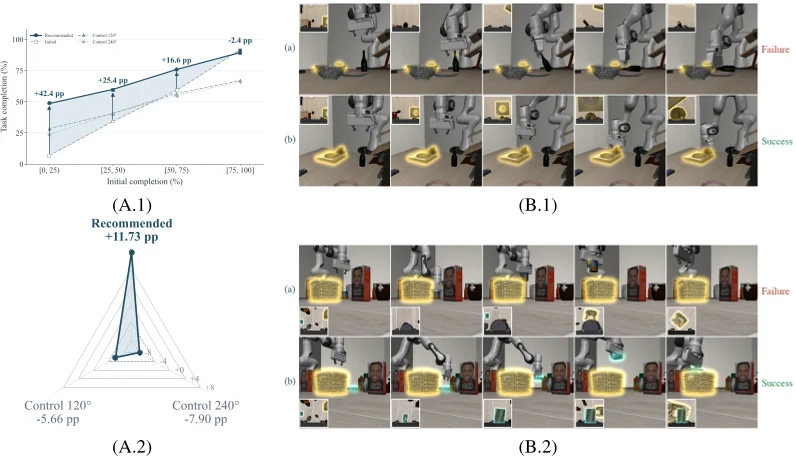 Recommended
Initial
Control 120°
Control 240°
Task completion (%)
100
75
50
25
0
+42.4 p
+25.4 pp
+16.6 pp
-2.4 pp
[0, 25)
[25, 50)
[50, 75)
[75, 100]
Initial completion (%)
(A.1)
Recommended
+11.73 pp
-8
-4
+0
+4
+8
Control 120°
-5.66 pp
Control 240°
-7.90 pp
(A.2)
(a)
Failure
(b)
Success
(B.1)
(a)
Failure
(b)
Success
(B.2)